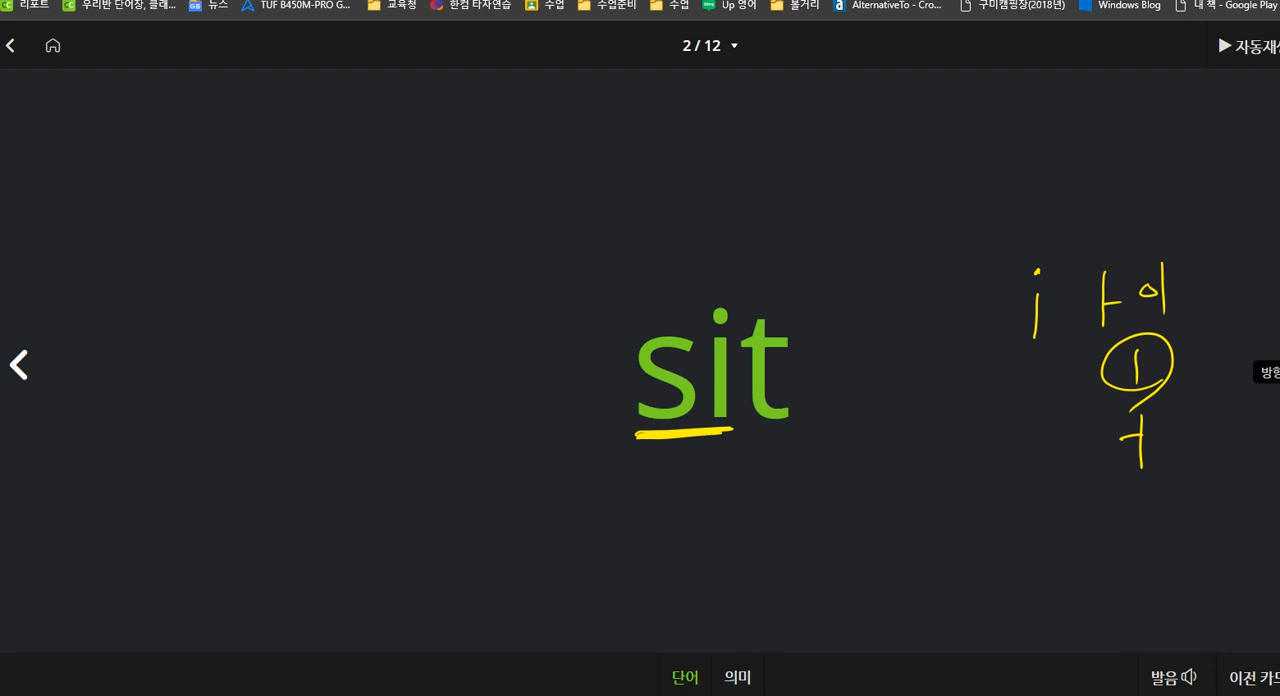 리포트 우리반 단어장, 클래... 뉴스 TUF B450M-PRO G... 교육청 한컴 타자연습 수업 수업준비 수업 Up 영어 볼거리 AlternativeTo - Cro... 구미캠핑장(2018년) Windows Blog 내 책 - Google Play
2 / 12
자동재생
i ㅏㅣ
sit
ㅣ
방향
ㅓ
단어 의미 발음 이전 카드